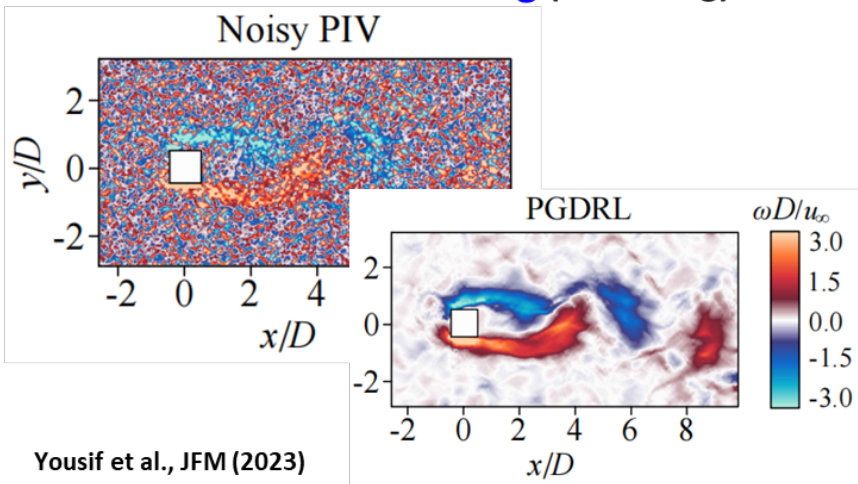 Noisy PIV
y/D
2
0
-2
-2 0 2 4
x/D
PGDRL
2
0
-2
-2 0 2 4 6 8
x/D
ωD/u∞
3.0
1.5
0.0
-1.5
-3.0
Yousif et al., JFM (2023)